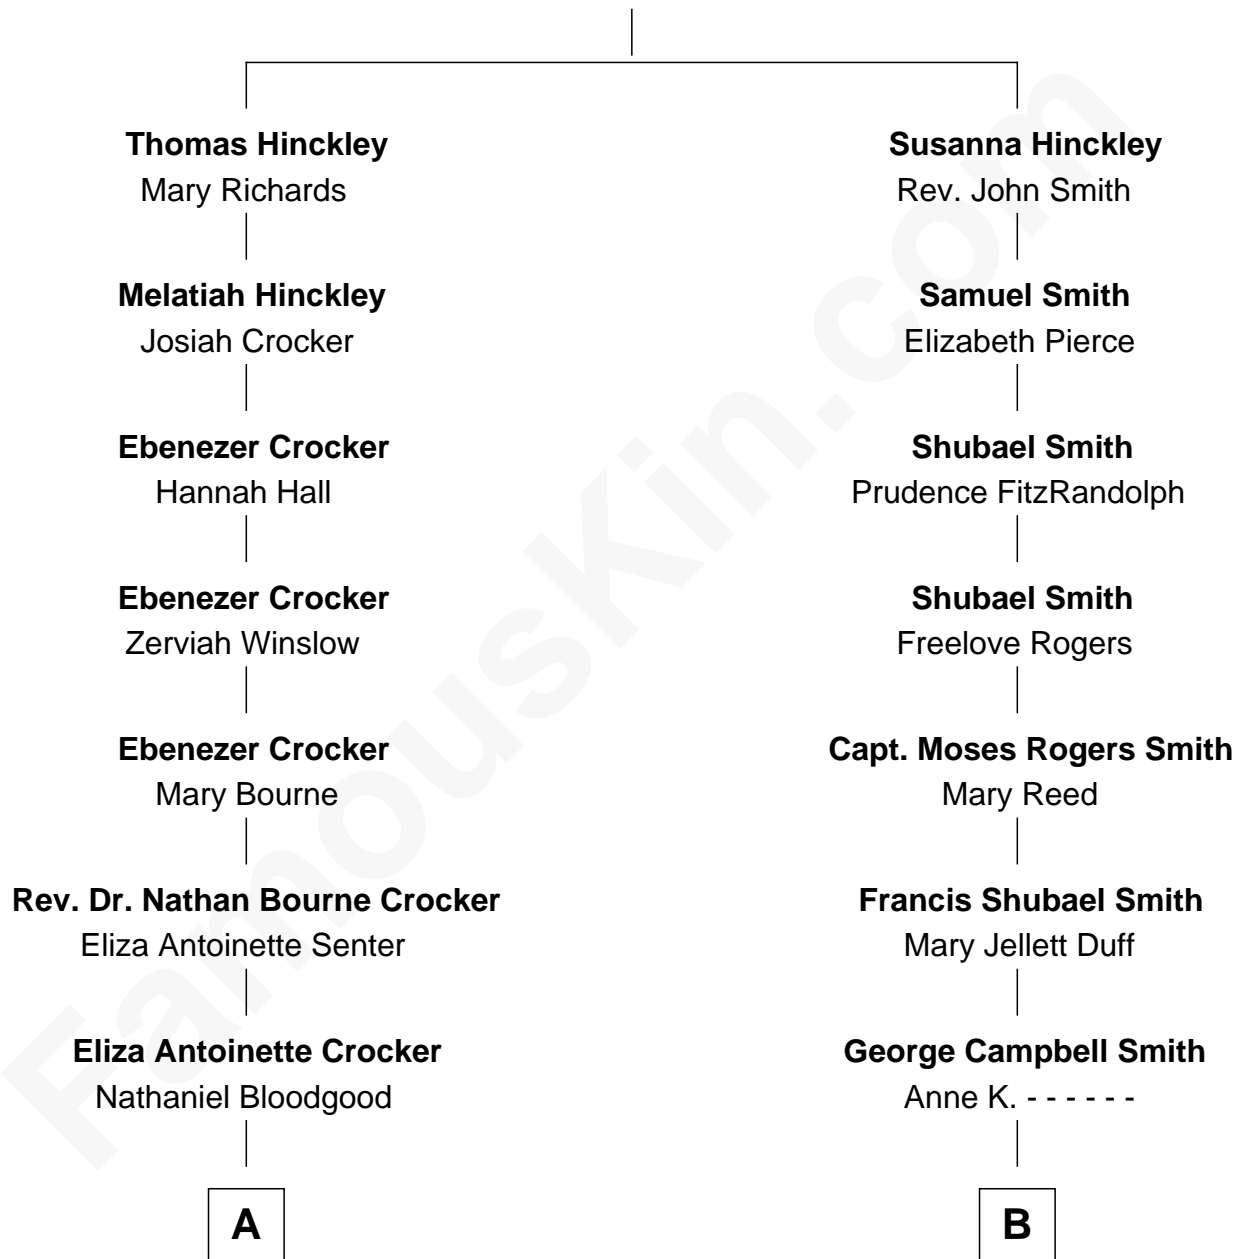 Thomas Hinckley
Mary Richards
Susanna Hinckley
Rev. John Smith
Melatiah Hinckley
Josiah Crocker
Samuel Smith
Elizabeth Pierce
Ebenezer Crocker
Hannah Hall
Shubael Smith
Prudence FitzRandolph
Ebenezer Crocker
Zerviah Winslow
Shubael Smith
Freelove Rogers
Ebenezer Crocker
Mary Bourne
Capt. Moses Rogers Smith
Mary Reed
Rev. Dr. Nathan Bourne Crocker
Eliza Antoinette Senter
Francis Shubael Smith
Mary Jellett Duff
Eliza Antoinette Crocker
Nathaniel Bloodgood
George Campbell Smith
Anne K. - - - - - -
A
B
FamousKin.com